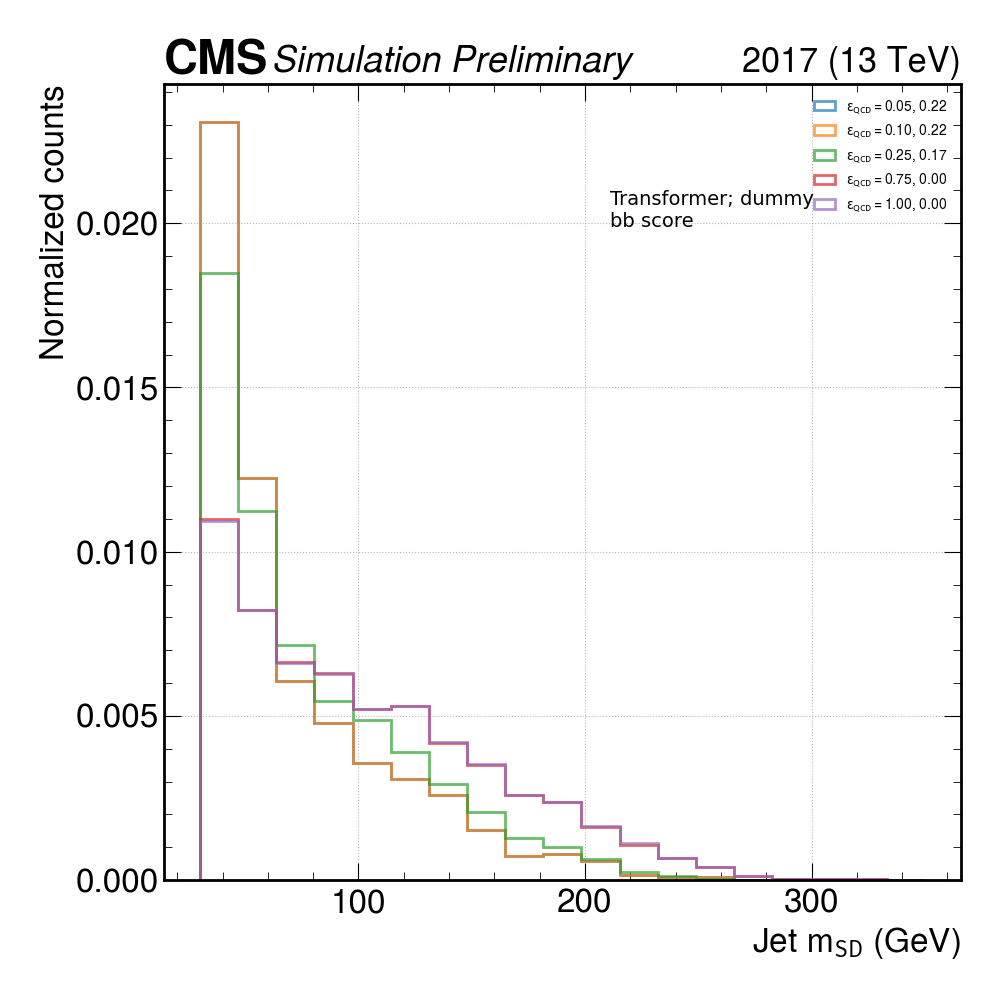 CMS Simulation Preliminary 2017 (13 TeV)
Normalized counts
ε_QCD = 0.05, 0.22
ε_QCD = 0.10, 0.22
ε_QCD = 0.25, 0.17
ε_QCD = 0.75, 0.00
ε_QCD = 1.00, 0.00
Transformer; dummy
bb score
0.020
0.015
0.010
0.005
0.000
100 200 300
Jet m_SD (GeV)